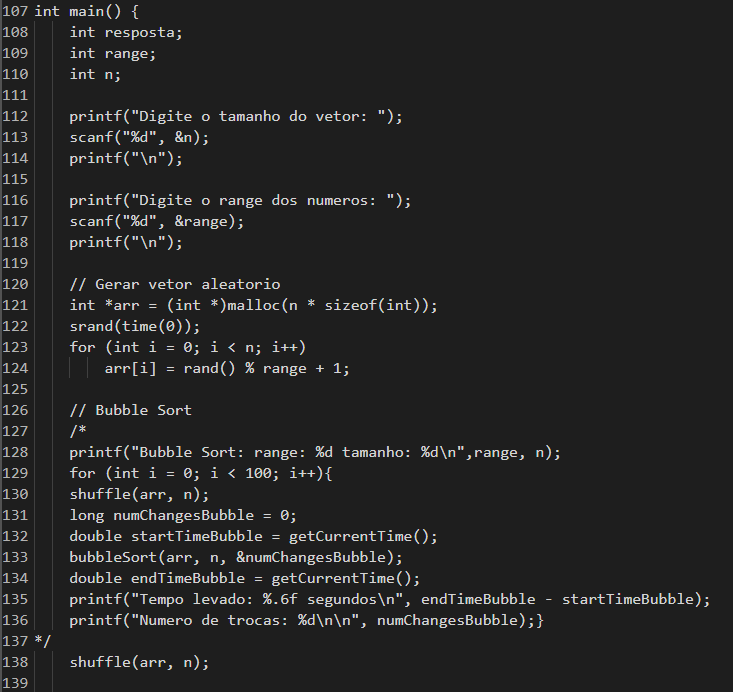 107 int main() {
108     int resposta;
109     int range;
110     int n;
111
112     printf("Digite o tamanho do vetor: ");
113     scanf("%d", &n);
114     printf("\n");
115
116     printf("Digite o range dos numeros: ");
117     scanf("%d", &range);
118     printf("\n");
119
120     // Gerar vetor aleatorio
121     int *arr = (int *)malloc(n * sizeof(int));
122     srand(time(0));
123     for (int i = 0; i < n; i++)
124         arr[i] = rand() % range + 1;
125
126     // Bubble Sort
127     /*
128     printf("Bubble Sort: range: %d tamanho: %d\n",range, n);
129     for (int i = 0; i < 100; i++){
130     shuffle(arr, n);
131     long numChangesBubble = 0;
132     double startTimeBubble = getCurrentTime();
133     bubbleSort(arr, n, &numChangesBubble);
134     double endTimeBubble = getCurrentTime();
135     printf("Tempo levado: %.6f segundos\n", endTimeBubble - startTimeBubble);
136     printf("Numero de trocas: %d\n\n", numChangesBubble);}
137 */
138     shuffle(arr, n);
139